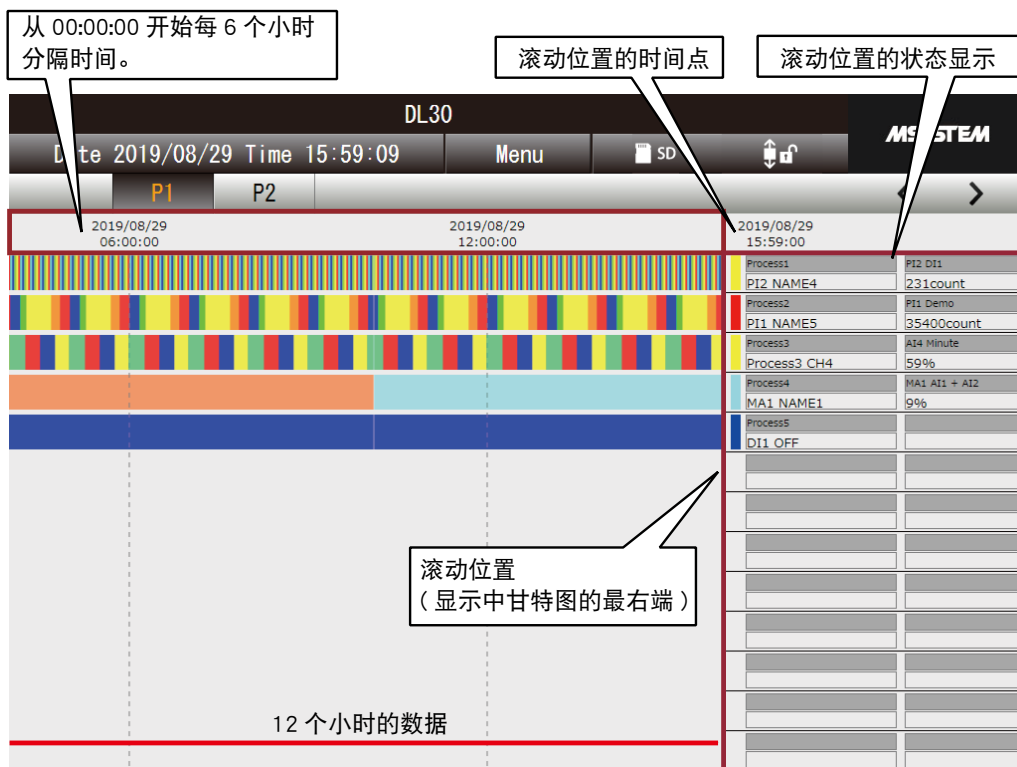 从 00:00:00 开始每 6 个小时
分隔时间。
滚动位置的时间点
滚动位置的状态显示
DL30
Date 2019/08/29 Time 15:59:09
Menu
SD
MSYSTEM
P1
P2
2019/08/29
06:00:00
2019/08/29
12:00:00
2019/08/29
15:59:00
Process1
PI2 DI1
PI2 NAME4
231count
Process2
PI1 Demo
PI1 NAME5
35400count
Process3
AI4 Minute
Process3 CH4
59%
Process4
MA1 AI1 + AI2
MA1 NAME1
9%
Process5
DI1 OFF
滚动位置
( 显示中甘特图的最右端 )
12 个小时的数据